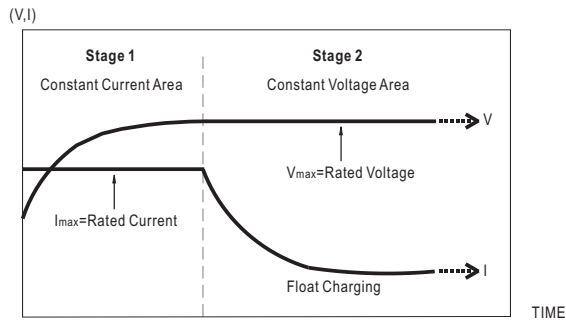 (V,I)
Stage 1
Constant Current Area
Stage 2
Constant Voltage Area
V
Vmax=Rated Voltage
Imax=Rated Current
I
Float Charging
TIME